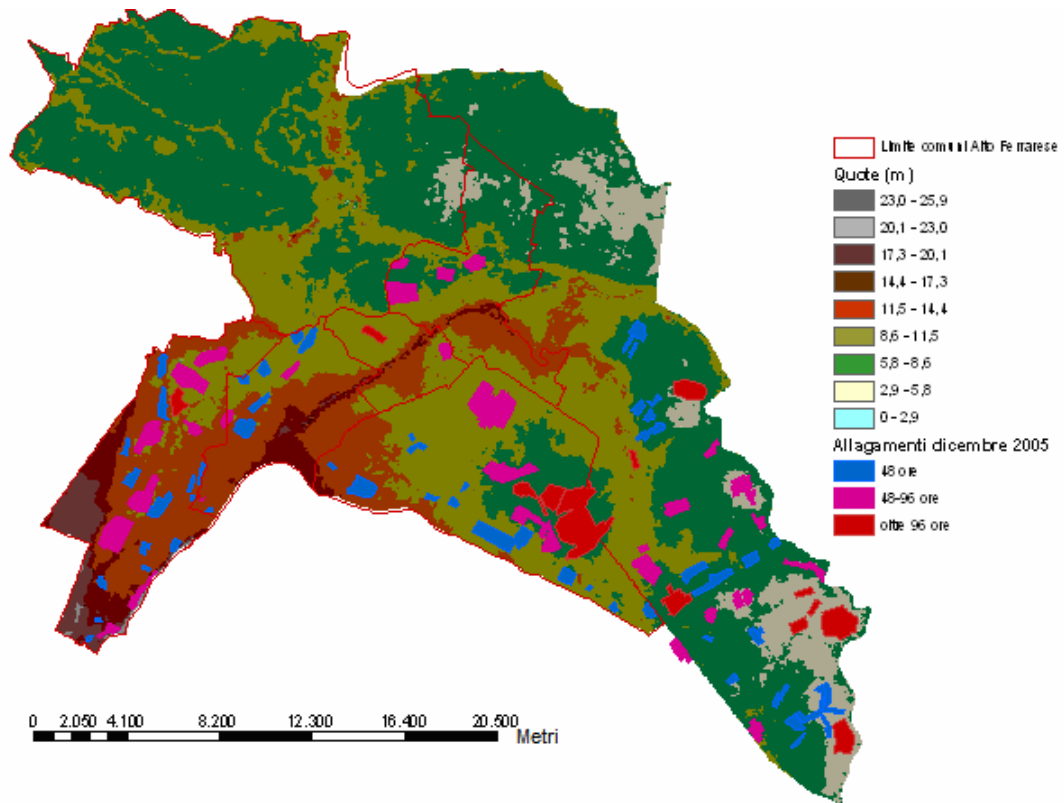 Limite comuni Alto Ferrarese
Quote (m)
23,0 - 25,9
20,1 - 23,0
17,3 - 20,1
14,4 - 17,3
11,5 - 14,4
8,6 - 11,5
5,8 - 8,6
2,9 - 5,8
0 - 2,9
Allagamenti dicembre 2005
48 ore
48-96 ore
oltre 96 ore
0 2.050 4.100 8.200 12.300 16.400 20.500
Metri